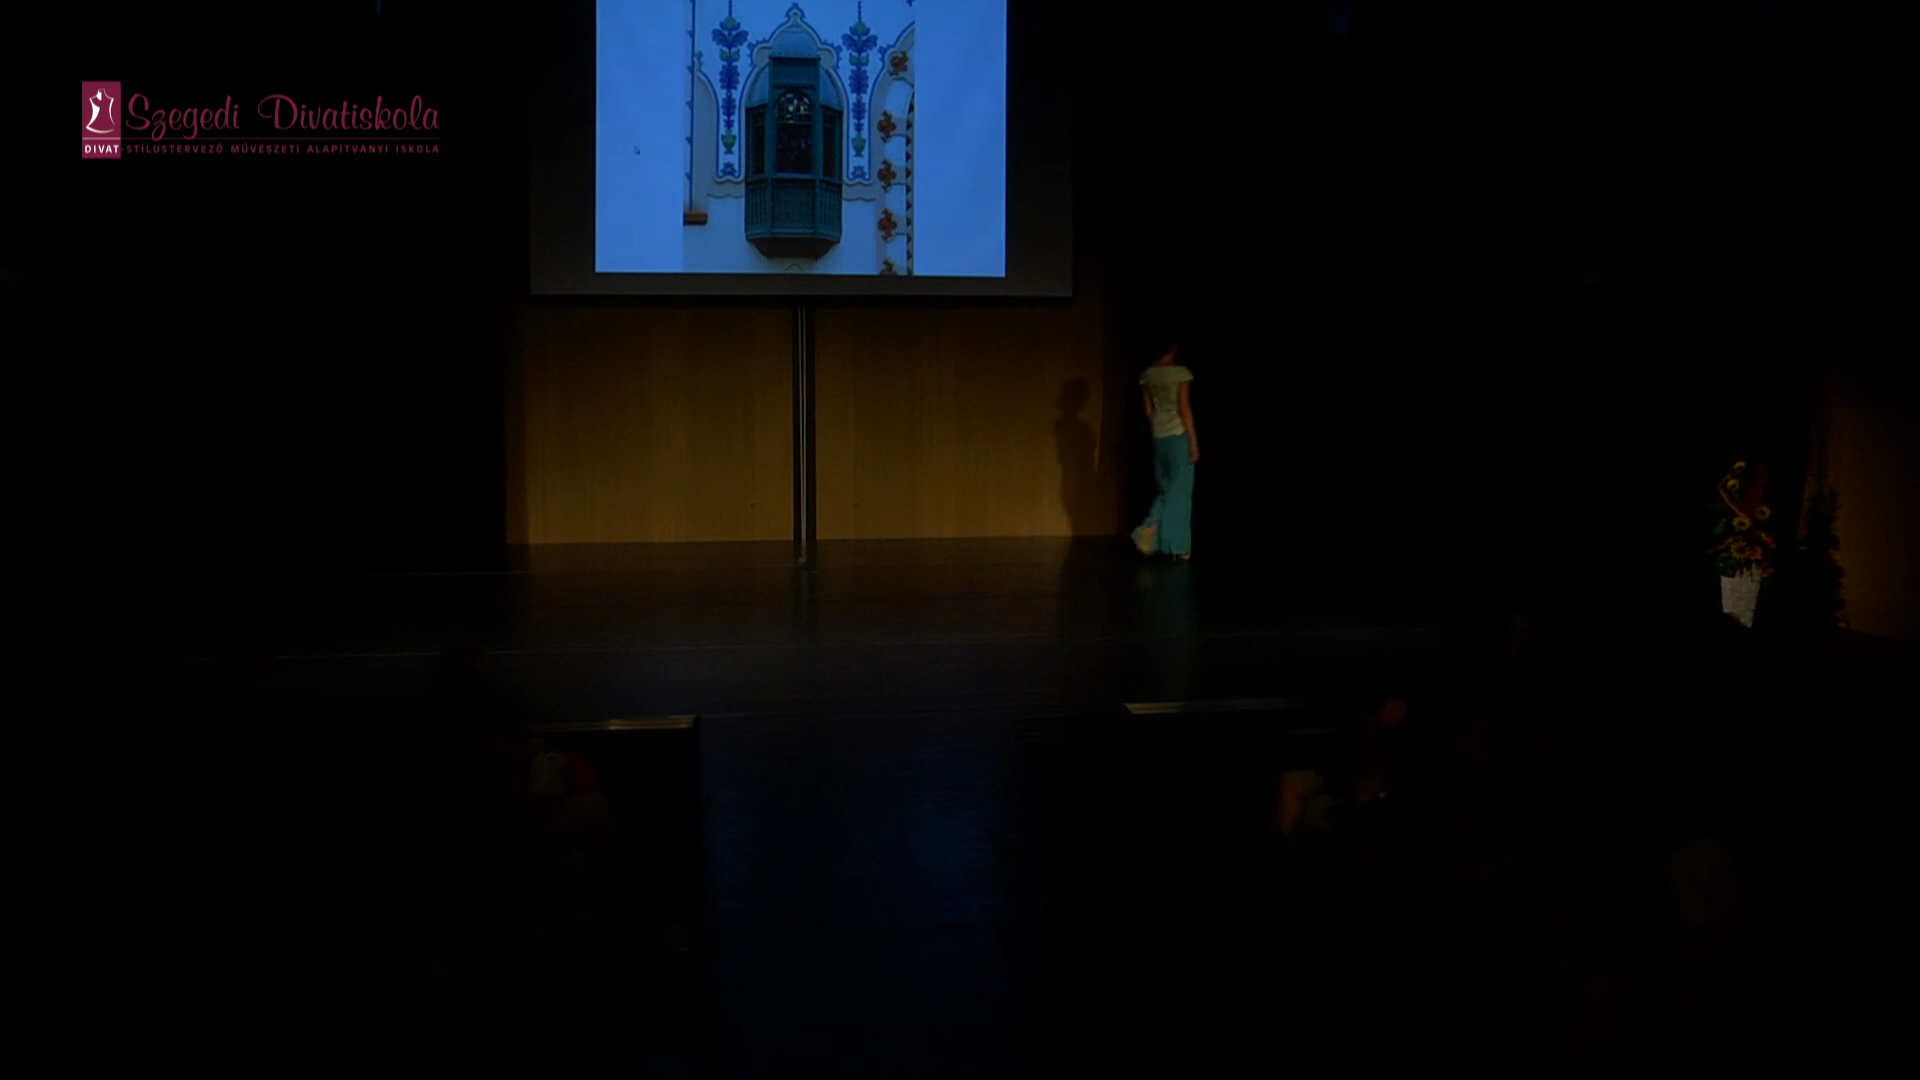 Szegedi Divatiskola
DIVAT-STÍLUSTERVEZŐ MŰVÉSZETI ALAPÍTVÁNYI ISKOLA